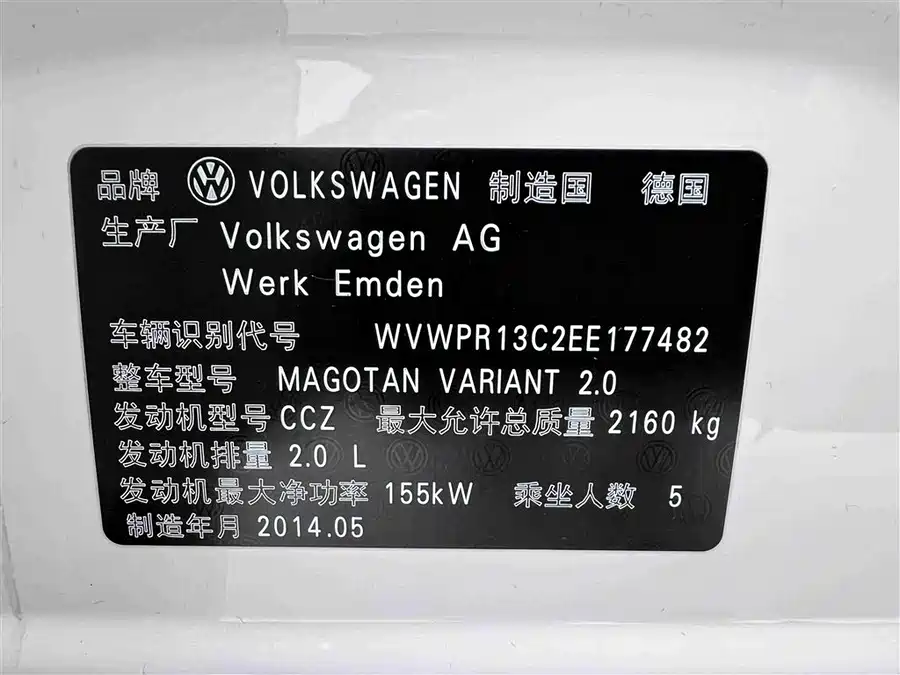 品牌 VOLKSWAGEN 制造国 德国
生产厂 Volkswagen AG
Werk Emden
车辆识别代号 WVWPR13C2EE177482
整车型号 MAGOTAN VARIANT 2.0
发动机型号 CCZ 最大允许总质量 2160 kg
发动机排量 2.0 L
发动机最大净功率 155kW 乘坐人数 5
制造年月 2014.05